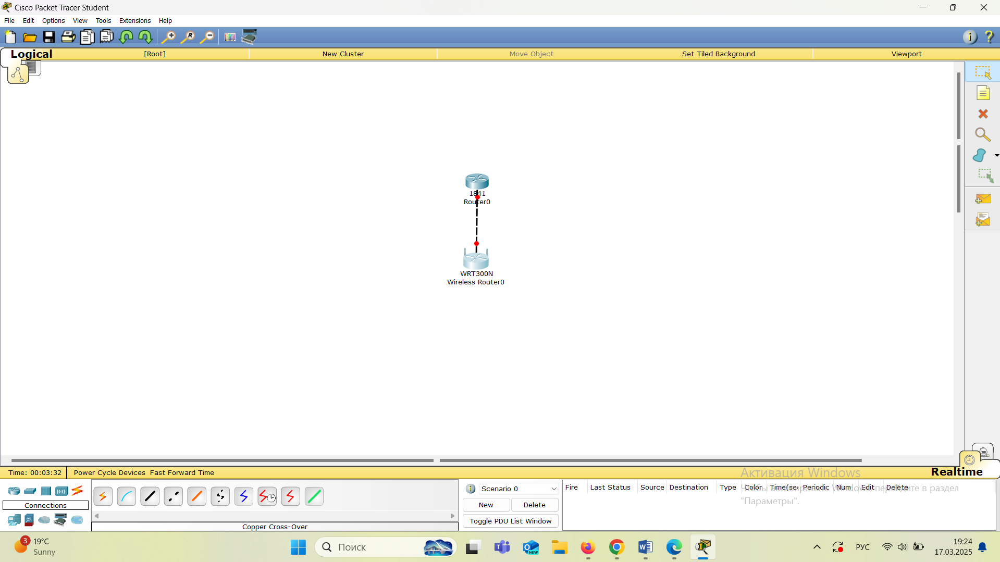 Cisco Packet Tracer Student
File Edit Options View Tools Extensions Help
R i ?
Logical [Root] New Cluster Move Object Set Tiled Background Viewport
1841
Router0
WRT300N
Wireless Router0
Time: 00:03:32 Power Cycle Devices Fast Forward Time Realtime
Активация Windows
Чтобы активировать Windows, перейдите в раздел
"Параметры".
Connections
Copper Cross-Over
i Scenario 0
New Delete
Toggle PDU List Window
Fire Last Status Source Destination Type Color Time(se Periodic Num Edit Delete
3 19°C
Sunny
Поиск
NEW
РУС
19:24
17.03.2025